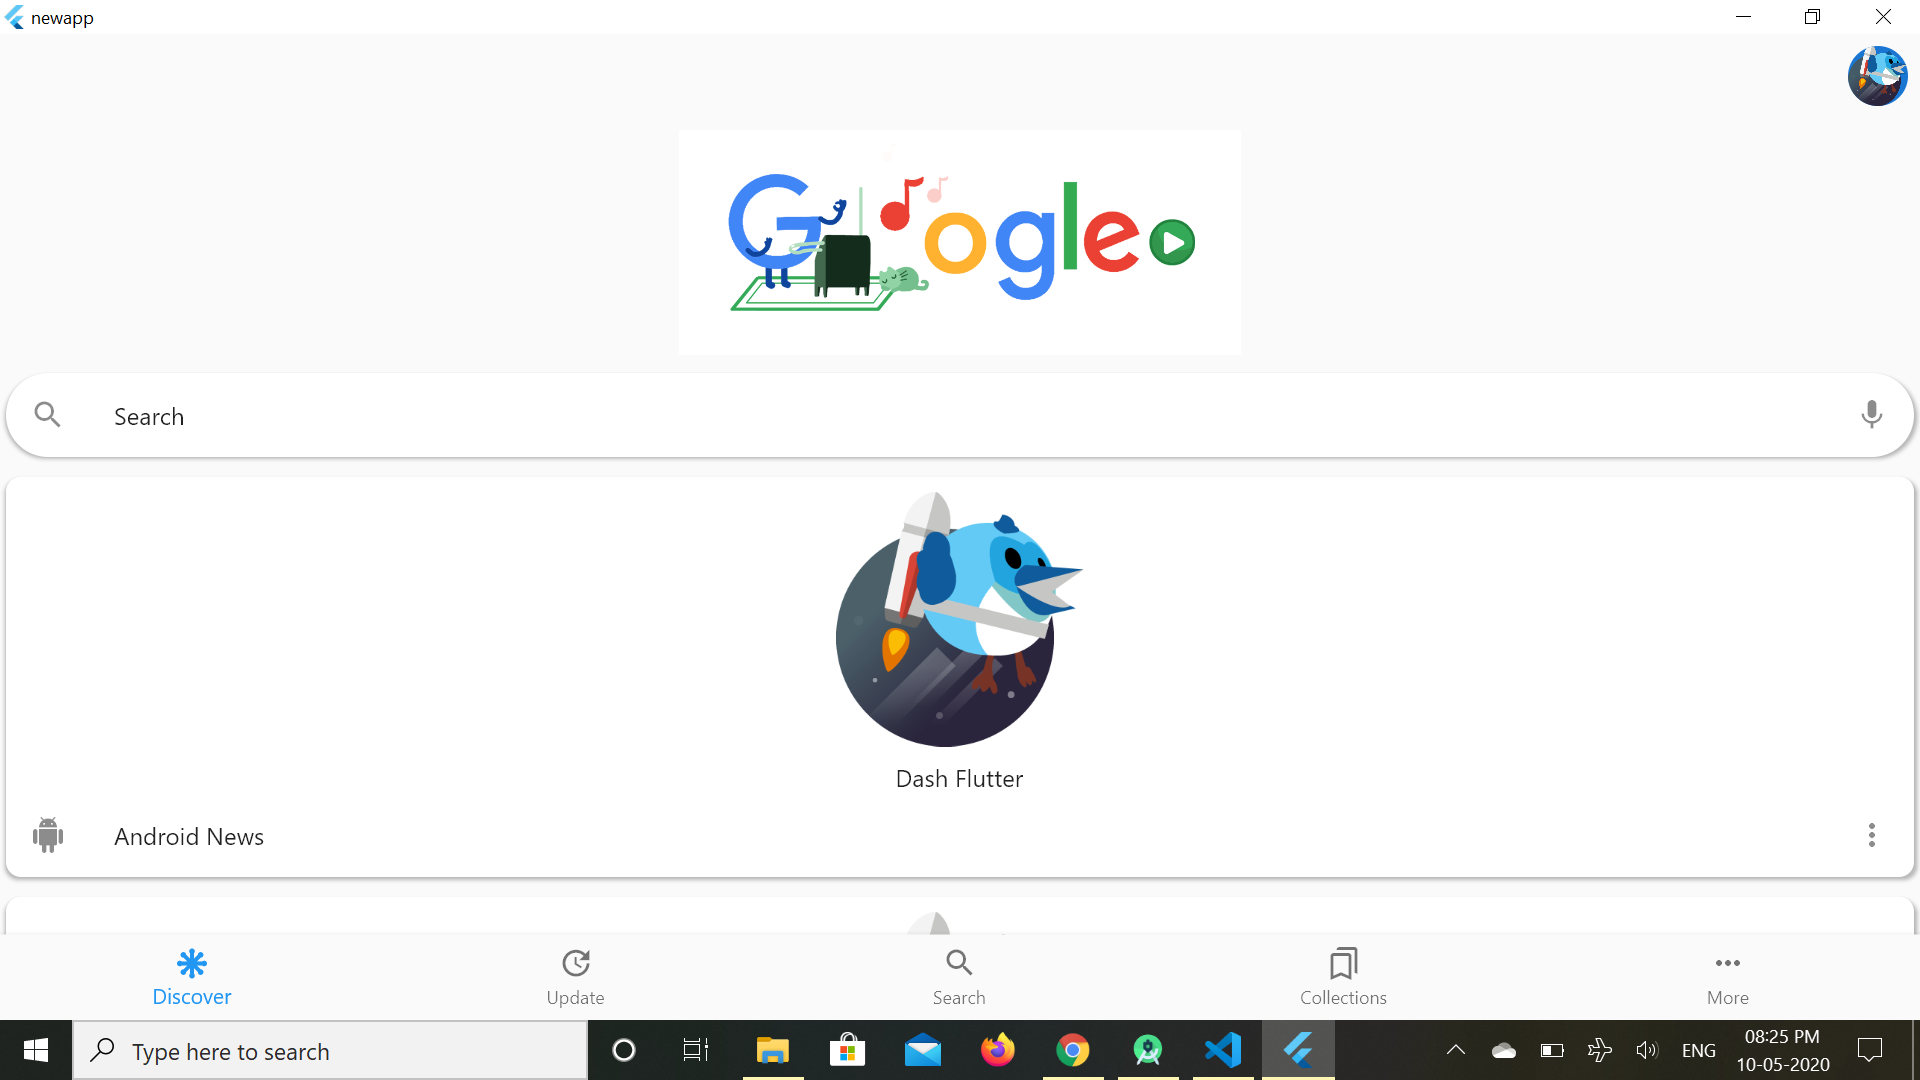 newapp
Google
Search
Dash Flutter
Android News
Discover
Update
Search
Collections
More
Type here to search
ENG
08:25 PM
10-05-2020